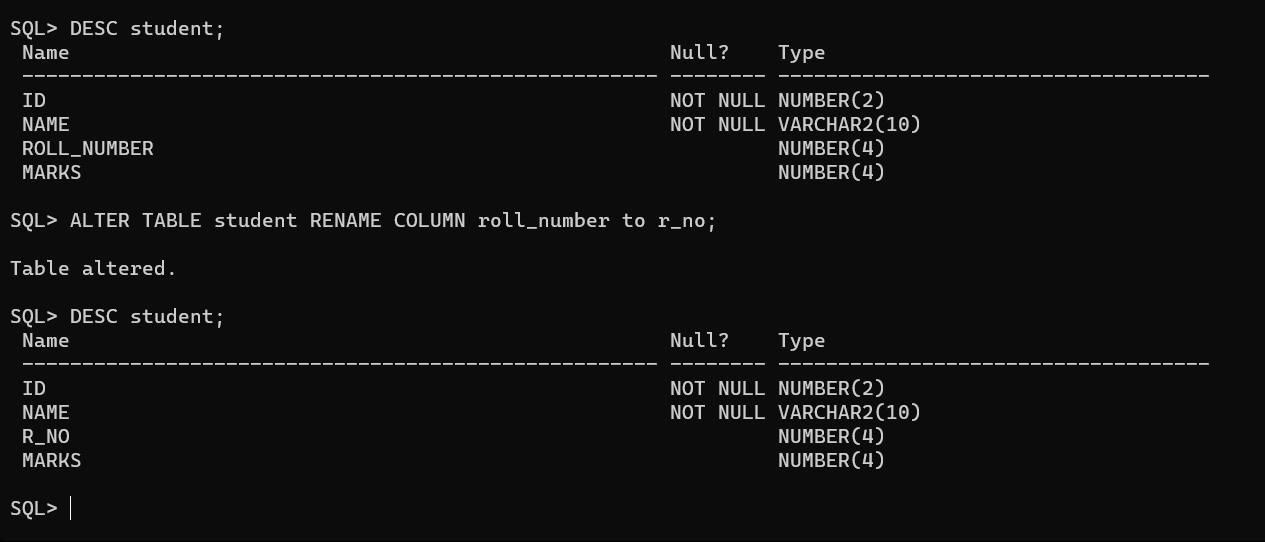 SQL> DESC student;
Name Null? Type
----------------------------------------------------- -------- ------------------------------------
ID NOT NULL NUMBER(2)
NAME NOT NULL VARCHAR2(10)
ROLL_NUMBER NUMBER(4)
MARKS NUMBER(4)
SQL> ALTER TABLE student RENAME COLUMN roll_number to r_no;
Table altered.
SQL> DESC student;
Name Null? Type
----------------------------------------------------- -------- ------------------------------------
ID NOT NULL NUMBER(2)
NAME NOT NULL VARCHAR2(10)
R_NO NUMBER(4)
MARKS NUMBER(4)
SQL>